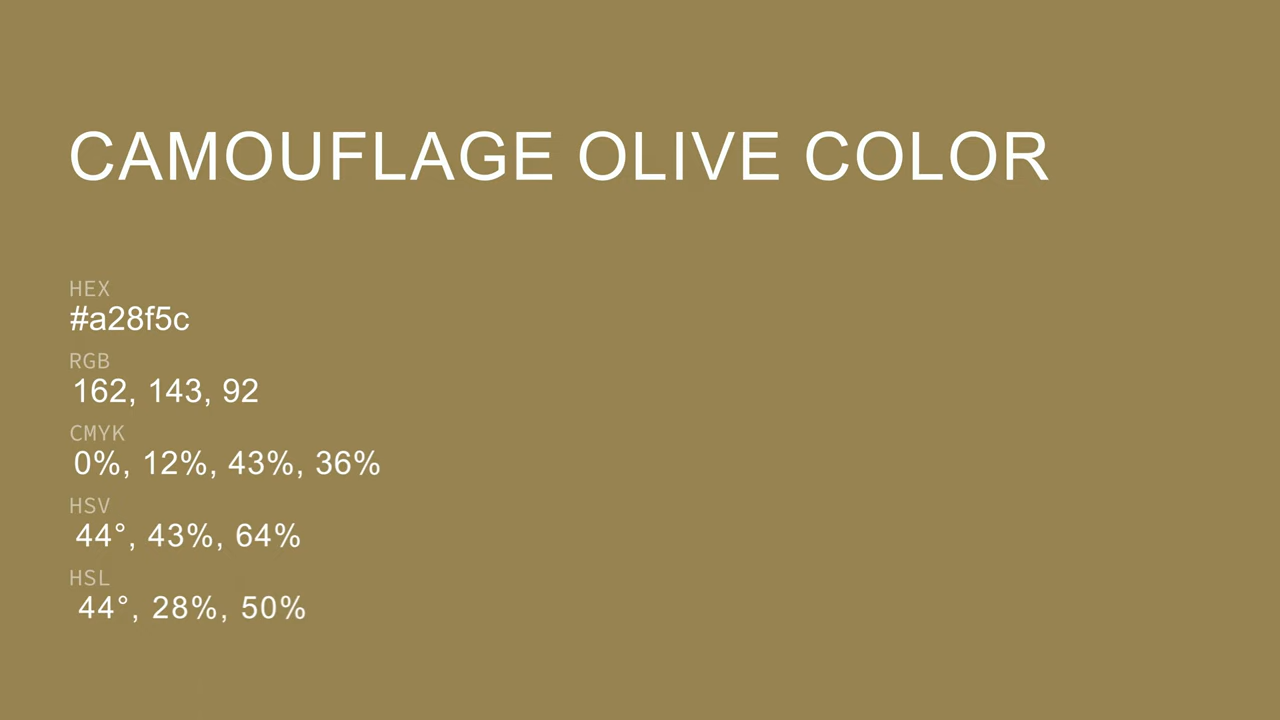 CAMOUFLAGE OLIVE COLOR
HEX
#a28f5c
RGB
162, 143, 92
CMYK
0%, 12%, 43%, 36%
HSV
44°, 43%, 64%
HSL
44°, 28%, 50%